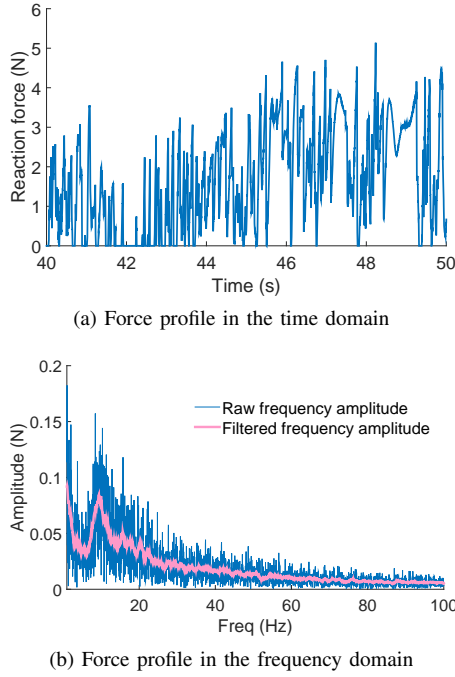 6
5
4
3
2
1
0
Reaction force (N)
40 42 44 46 48 50
Time (s)
(a) Force profile in the time domain
0.2
0.15
0.1
0.05
0
Amplitude (N)
Raw frequency amplitude
Filtered frequency amplitude
20 40 60 80 100
Freq (Hz)
(b) Force profile in the frequency domain